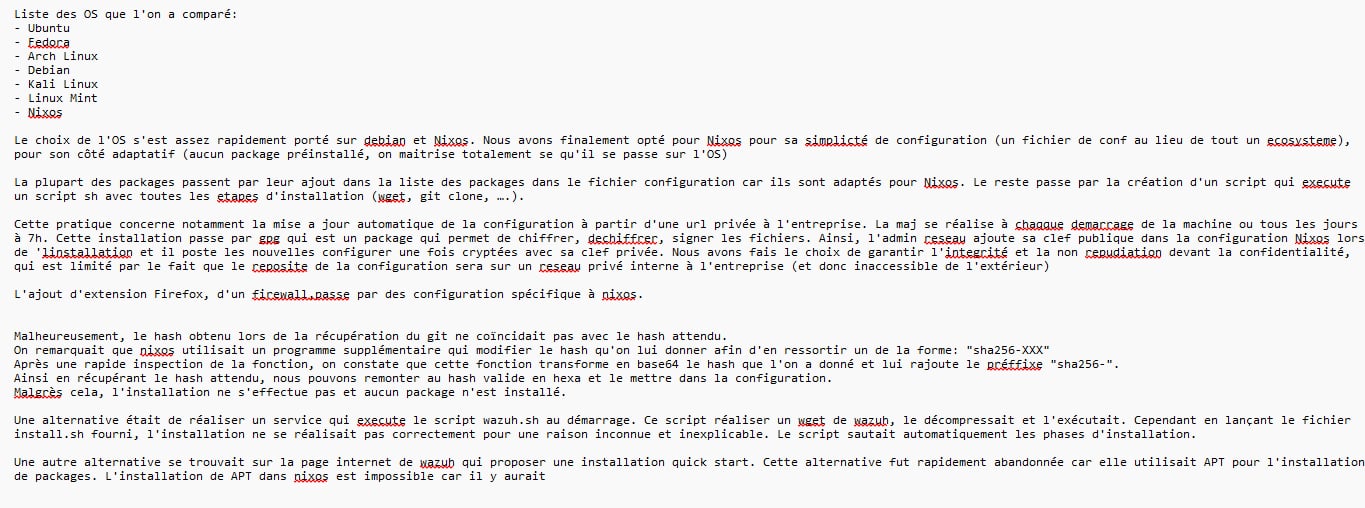 Liste des OS que l'on a comparé:
- Ubuntu
- Fedora
- Arch Linux
- Debian
- Kali Linux
- Linux Mint
- Nixos
Le choix de l'OS s'est assez rapidement porté sur debian et Nixos. Nous avons finalement opté pour Nixos pour sa simplicté de configuration (un fichier de conf au lieu de tout un ecosysteme),
pour son côté adaptatif (aucun package préinstallé, on maitrise totalement se qu'il se passe sur l'OS)
La plupart des packages passent par leur ajout dans la liste des packages dans le fichier configuration car ils sont adaptés pour Nixos. Le reste passe par la création d'un script qui execute
un script sh avec toutes les etapes d'installation (wget, git clone, ….).
Cette pratique concerne notamment la mise a jour automatique de la configuration à partir d'une url privée à l'entreprise. La maj se réalise à chaqque demarrage de la machine ou tous les jours
à 7h. Cette installation passe par gpg qui est un package qui permet de chiffrer, dechiffrer, signer les fichiers. Ainsi, l'admin reseau ajoute sa clef publique dans la configuration Nixos lors
de 'linstallation et il poste les nouvelles configurer une fois cryptées avec sa clef privée. Nous avons fais le choix de garantir l'integrité et la non repudiation devant la confidentialité,
qui est limité par le fait que le reposite de la configuration sera sur un reseau privé interne à l'entreprise (et donc inaccessible de l'extérieur)
L'ajout d'extension Firefox, d'un firewall,passe par des configuration spécifique à nixos.
Malheureusement, le hash obtenu lors de la récupération du git ne coïncidait pas avec le hash attendu.
On remarquait que nixos utilisait un programme supplémentaire qui modifier le hash qu'on lui donner afin d'en ressortir un de la forme: "sha256-XXX"
Après une rapide inspection de la fonction, on constate que cette fonction transforme en base64 le hash que l'on a donné et lui rajoute le préffixe "sha256-".
Ainsi en récupérant le hash attendu, nous pouvons remonter au hash valide en hexa et le mettre dans la configuration.
Malgrès cela, l'installation ne s'effectue pas et aucun package n'est installé.
Une alternative était de réaliser un service qui execute le script wazuh.sh au démarrage. Ce script réaliser un wget de wazuh, le décompressait et l'exécutait. Cependant en lançant le fichier
install.sh fourni, l'installation ne se réalisait pas correctement pour une raison inconnue et inexplicable. Le script sautait automatiquement les phases d'installation.
Une autre alternative se trouvait sur la page internet de wazuh qui proposer une installation quick start. Cette alternative fut rapidement abandonnée car elle utilisait APT pour l'installation
de packages. L'installation de APT dans nixos est impossible car il y aurait